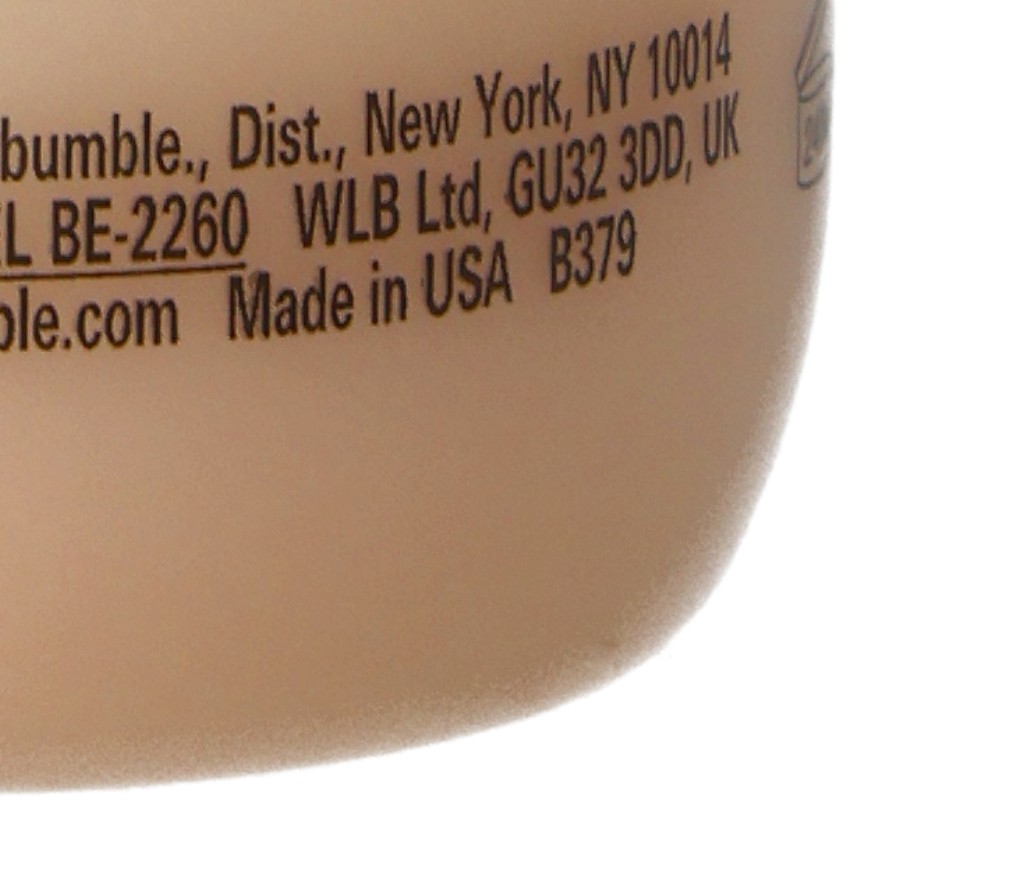 bumble., Dist., New York, NY 10014
EL BE-2260 WLB Ltd, GU32 3DD, UK
ble.com Made in USA B379